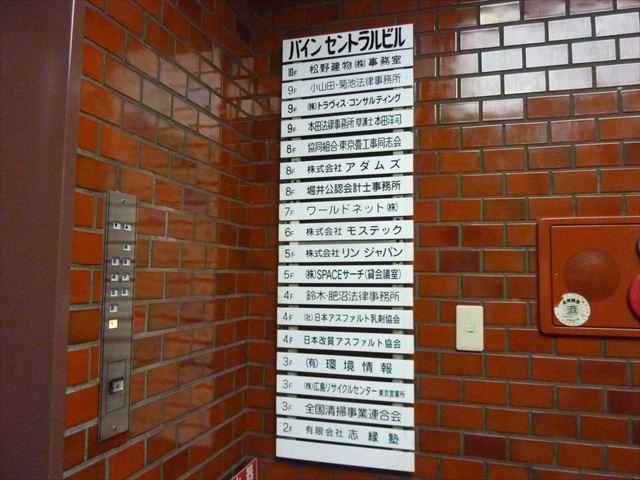 パイン セントラルビル
10F 松野建物(株)事務室
9F 小山田・菊池法律事務所
9F (株)トラヴィス・コンサルティング
9F 本田法律事務所 弁護士 本田洋司
8F 協同組合・東京畳工事同志会
8F 株式会社 アダムズ
8F 堀井公認会計士事務所
7F ワールドネット(株)
6F 株式会社 モステック
5F 株式会社 リン ジャパン
5F (株)SPACEサーチ(貸会議室)
4F 鈴木・肥沼法律事務所
4F (社)日本アスファルト乳剤協会
4F 日本改質アスファルト協会
3F (有)環境情報
3F (株)広島リサイクルセンター 東京営業所
3F 全国清掃事業連合会
2F 有限会社 志縁塾
済